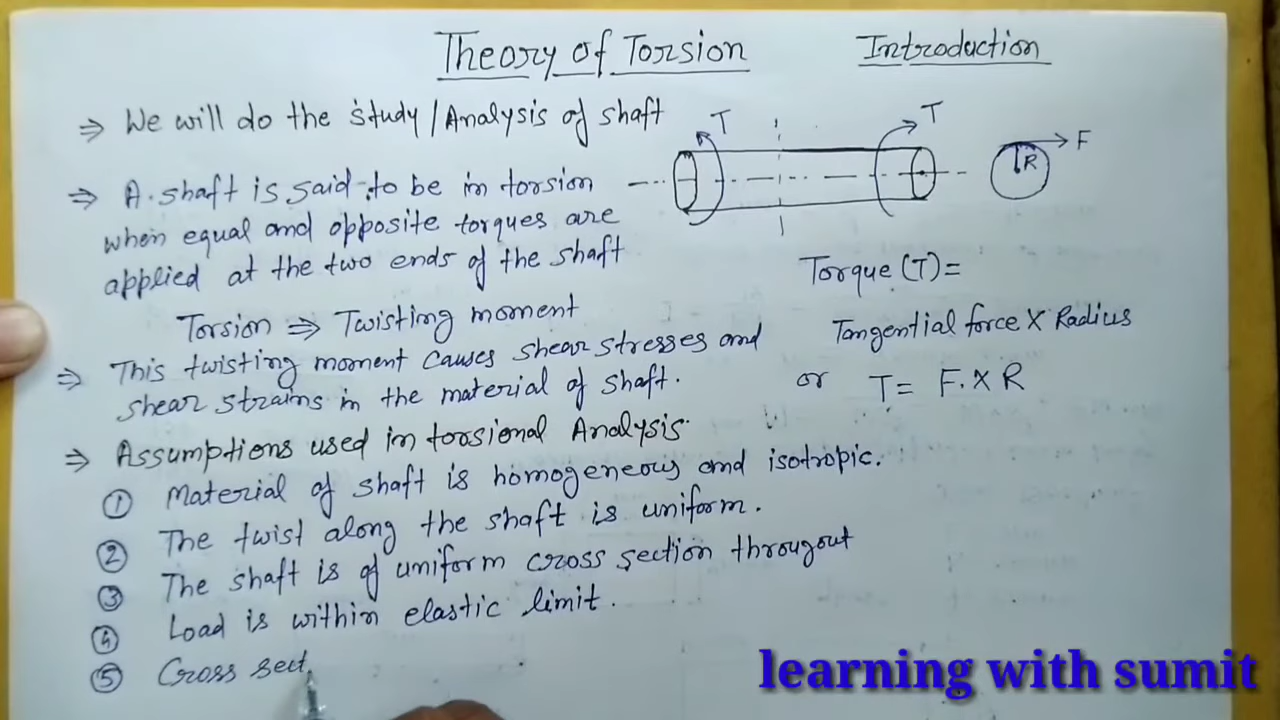 Theory of Torsion Introduction
⇒ We will do the study/Analysis of shaft
⇒ A shaft is said to be in torsion
when equal and opposite torques are
applied at the two ends of the shaft
Torsion ⇒ Twisting moment
⇒ This twisting moment causes shear stresses and
shear strains in the material of shaft.
⇒ Assumptions used in torsional Analysis.
① Material of shaft is homogeneous and isotropic.
② The twist along the shaft is uniform.
③ The shaft is of uniform cross section througout
④ Load is within elastic limit.
⑤ Cross sect
T
T
F
R
Torque (T) =
Tangential force X Radius
or T = F. X R
learning with sumit